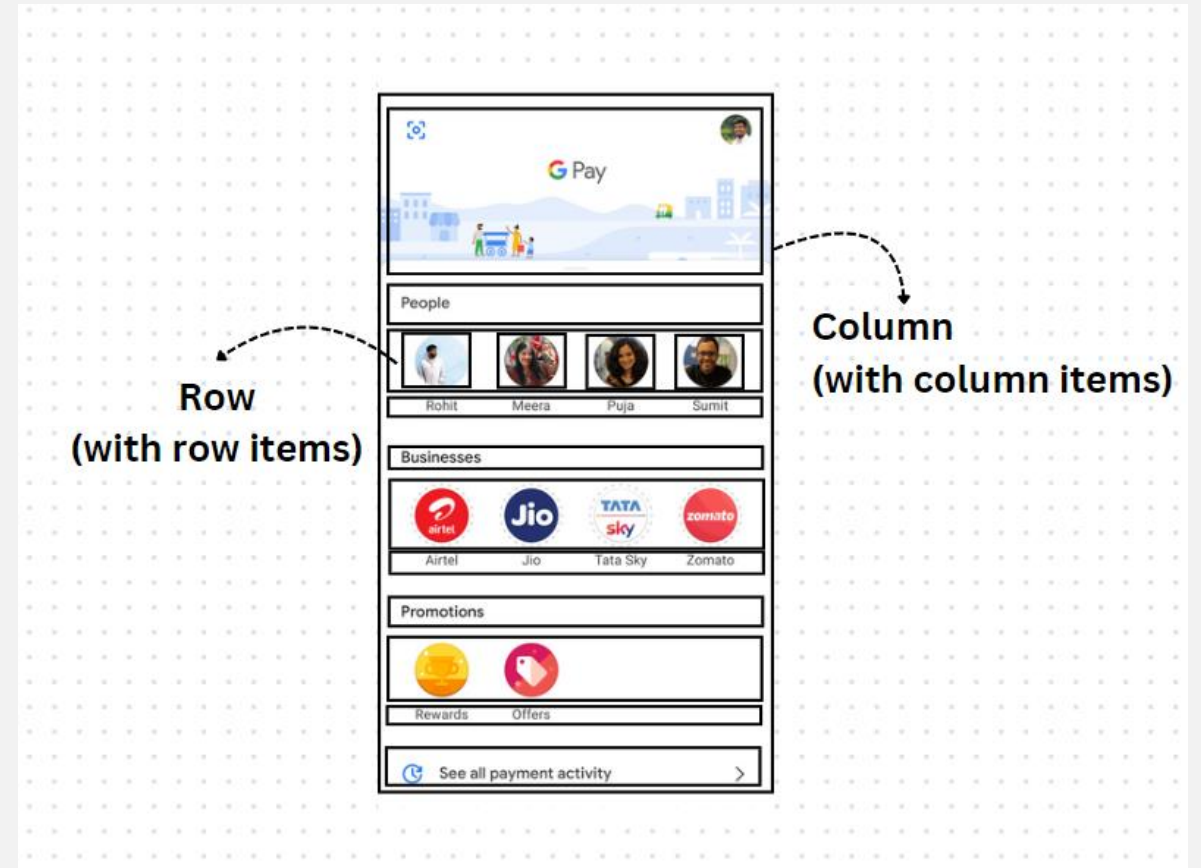 G Pay
People
Rohit Meera Puja Sumit
Column
(with column items)
Row
(with row items)
Businesses
airtel Jio TATA sky zomato
Airtel Jio Tata Sky Zomato
Promotions
Rewards Offers
See all payment activity